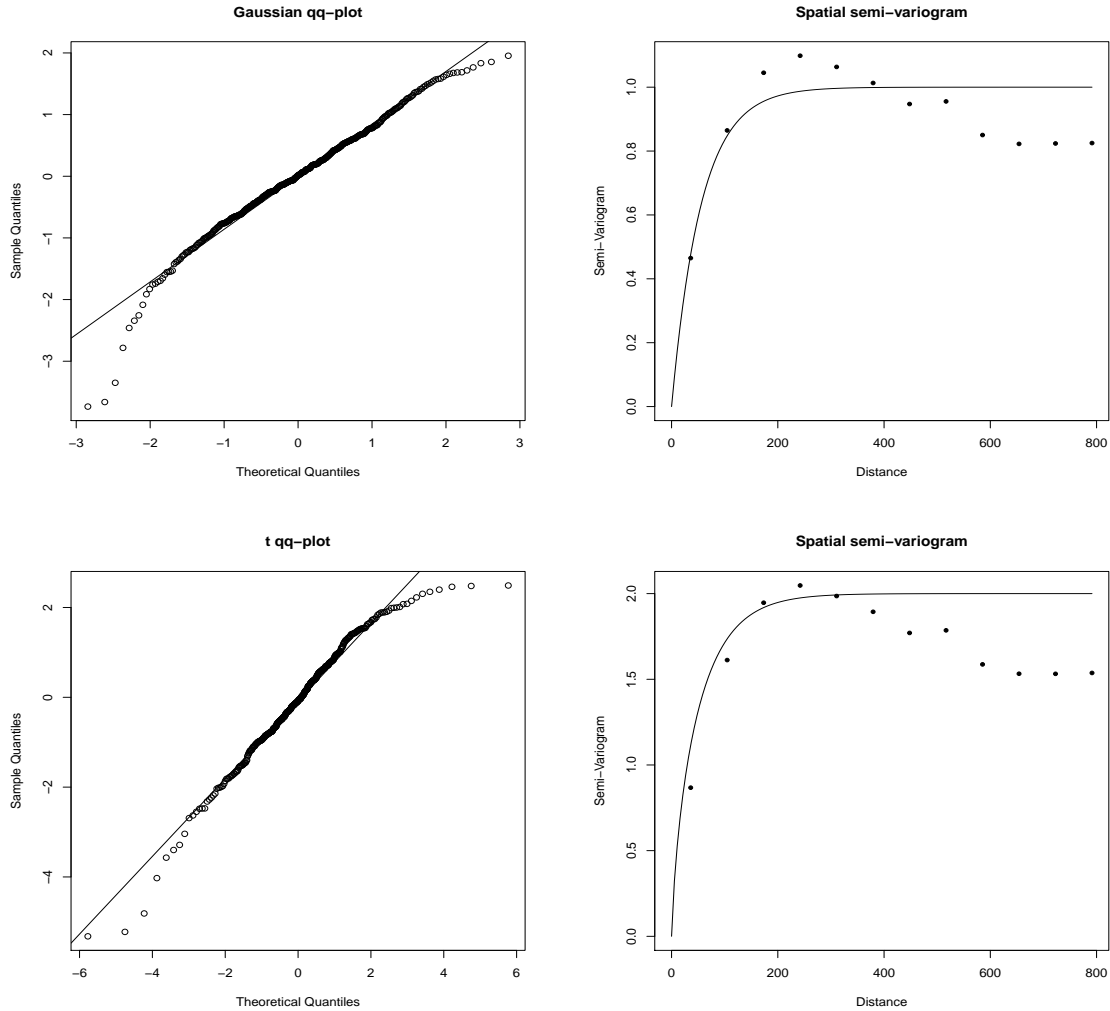 Gaussian qq−plot
Sample Quantiles
2
1
0
−1
−2
−3
−3 −2 −1 0 1 2 3
Theoretical Quantiles
Spatial semi−variogram
Semi−Variogram
1.0
0.8
0.6
0.4
0.2
0.0
0 200 400 600 800
Distance
t qq−plot
Sample Quantiles
2
0
−2
−4
−6 −4 −2 0 2 4 6
Theoretical Quantiles
Spatial semi−variogram
Semi−Variogram
2.0
1.5
1.0
0.5
0.0
0 200 400 600 800
Distance